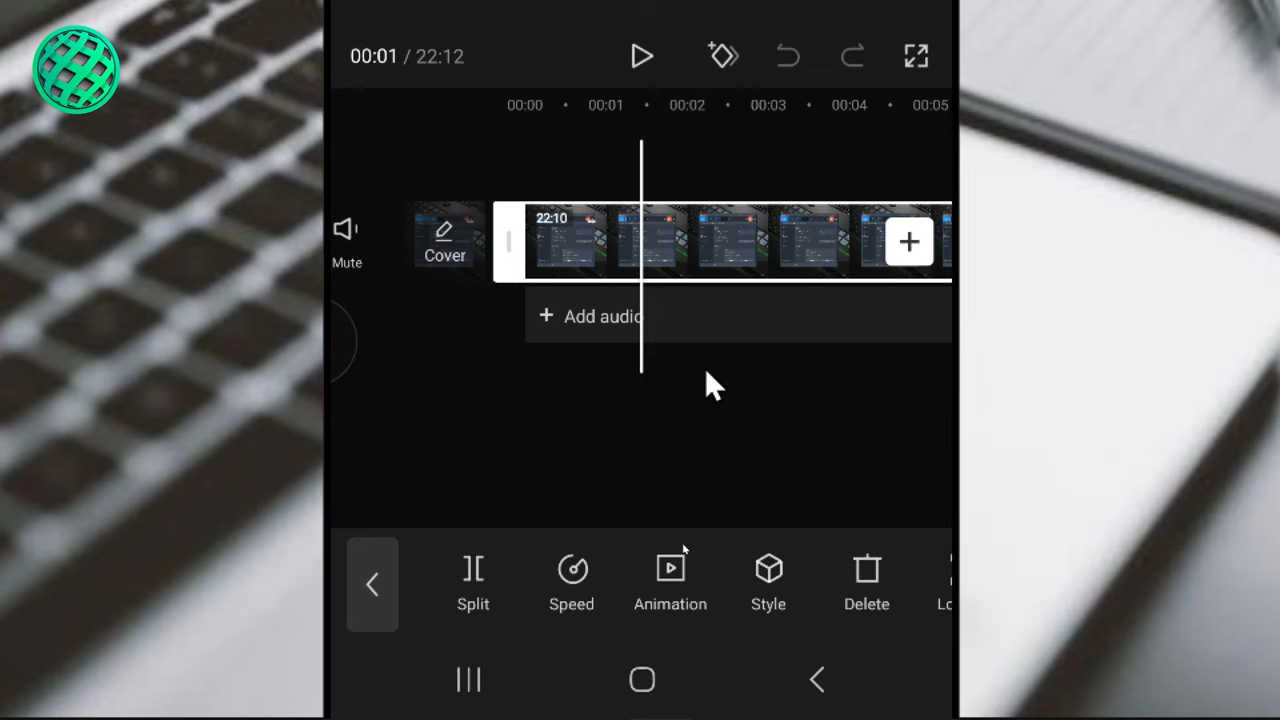 00:01 / 22:12
00:00 00:01 00:02 00:03 00:04 00:05
22:10
Mute
Cover
+ Add audio
Split Speed Animation Style Delete Lo